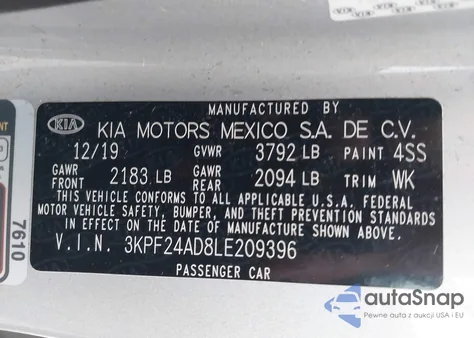 MANUFACTURED BY
KIA KIA MOTORS MEXICO S.A. DE C.V.
12/19 GVWR 3792 LB PAINT 4SS
GAWR FRONT 2183 LB GAWR REAR 2094 LB TRIM WK
THIS VEHICLE CONFORMS TO ALL APPLICABLE U.S.A. FEDERAL
MOTOR VEHICLE SAFETY, BUMPER, AND THEFT PREVENTION
STANDARDS IN EFFECT ON THE DATE OF MANUFACTURE SHOWN ABOVE.
V.I.N. 3KPF24AD8LE209396
PASSENGER CAR
7610
autoSnap
Pewne auta z aukcji USA i EU